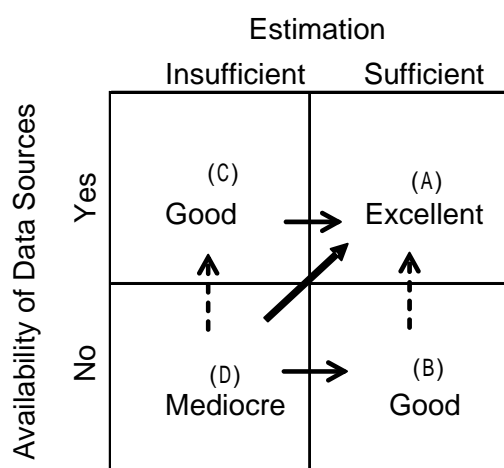 Estimation
Insufficient Sufficient
Availability of Data Sources
Yes
(C)
Good
(A)
Excellent
No
(D)
Mediocre
(B)
Good